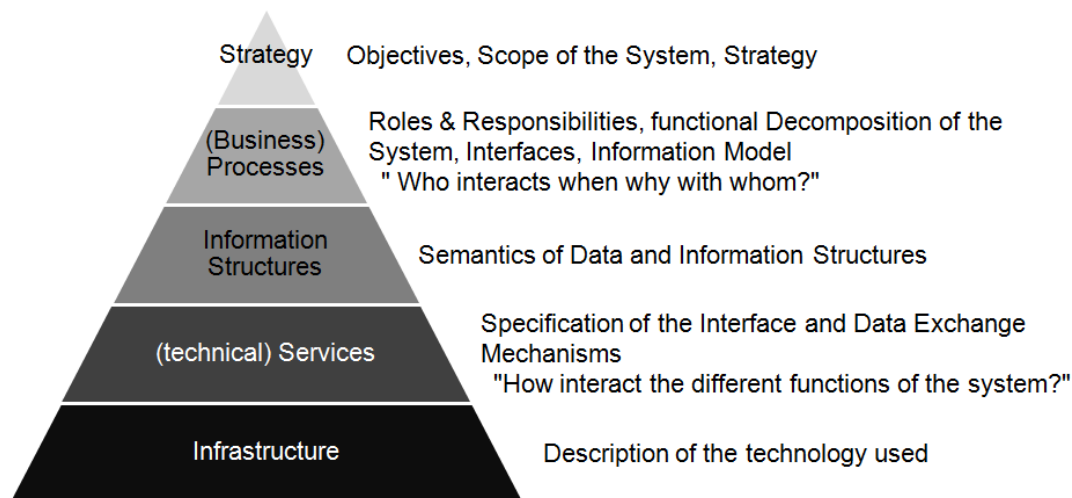 Strategy
Objectives, Scope of the System, Strategy
(Business)
Processes
Roles & Responsibilities, functional Decomposition of the
System, Interfaces, Information Model
" Who interacts when why with whom?"
Information
Structures
Semantics of Data and Information Structures
(technical) Services
Specification of the Interface and Data Exchange
Mechanisms
"How interact the different functions of the system?"
Infrastructure
Description of the technology used